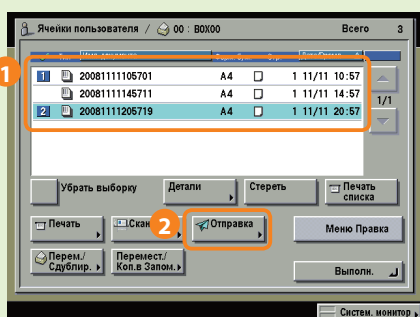 Ячейки пользователя / 00 : BOX00 Всего 3
1
1 20081111105701 A4 1 11/11 10:57
20081111145711 A4 1 11/11 14:57
2 20081111205719 A4 1 11/11 20:57
1/1
Убрать выборку Детали Стереть Печать списка
Печать Скан 2 Отправка Меню Правка
Перем./ Сдублир. Перемест./ Коп.в Запом.
Выполн.
Систем. монитор